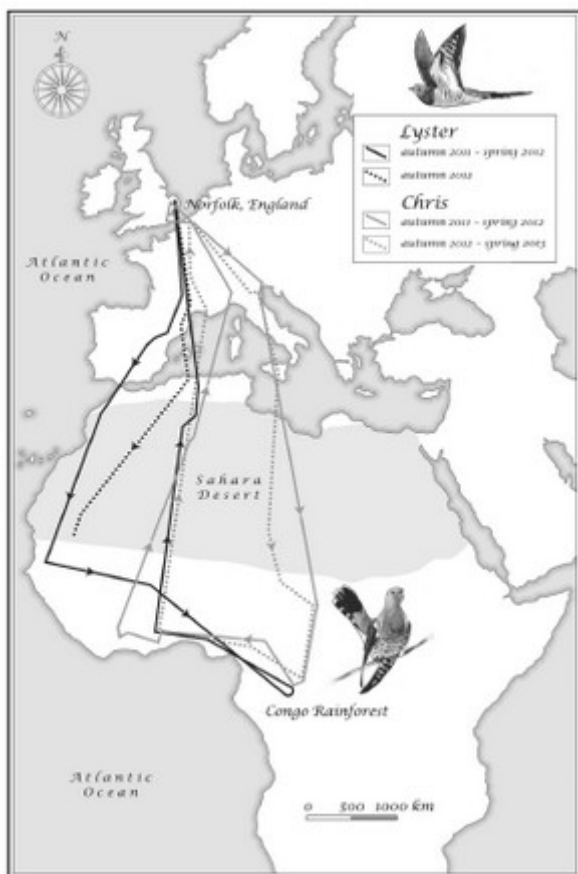 N
Lyster
autumn 2011 – spring 2012
autumn 2012
Chris
autumn 2011 – spring 2012
autumn 2012 – spring 2013
Norfolk, England
Atlantic
Ocean
Sahara
Desert
Congo Rainforest
Atlantic
Ocean
0 500 1000 km